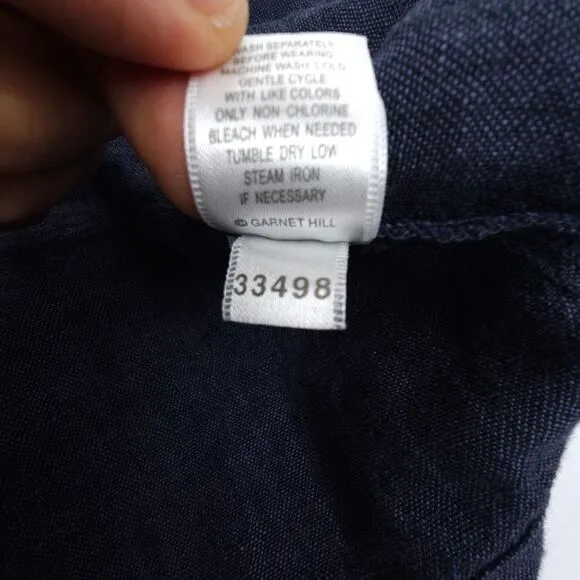 WASH SEPARATELY
BEFORE WEARING
MACHINE WASH COLD
GENTLE CYCLE
WITH LIKE COLORS
ONLY NON CHLORINE
BLEACH WHEN NEEDED
TUMBLE DRY LOW
STEAM IRON
IF NECESSARY
© GARNET HILL
33498